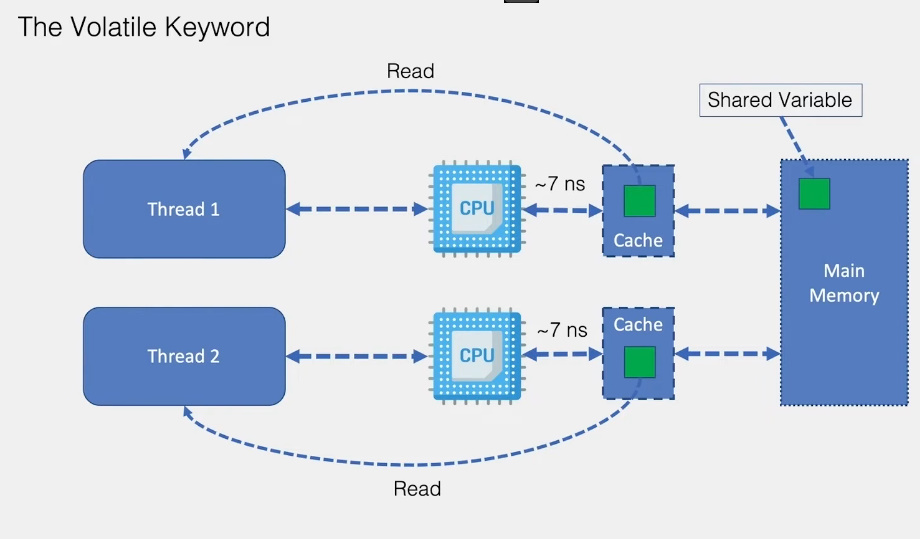 The Volatile Keyword
Read
Shared Variable
Thread 1
CPU
~7 ns
Cache
Main
Memory
Thread 2
CPU
~7 ns
Cache
Read